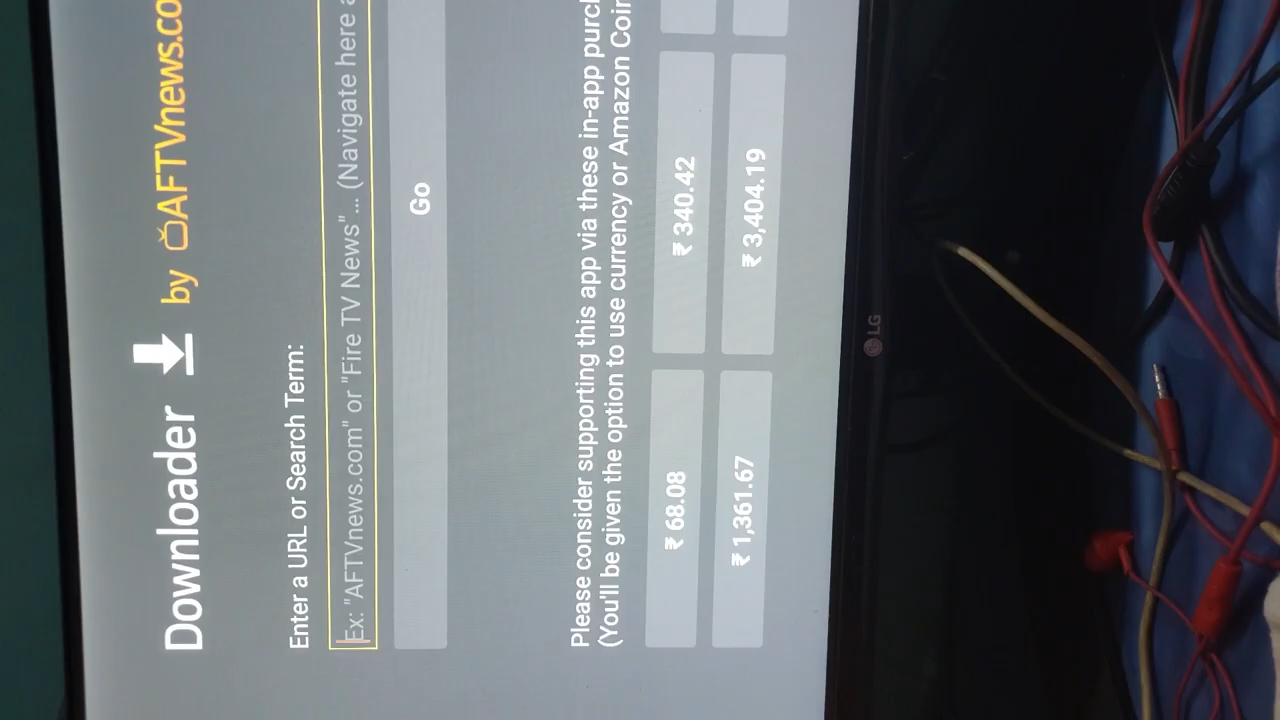 Downloader by AFTVnews.co
Enter a URL or Search Term:
Ex: "AFTVnews.com" or "Fire TV News"... (Navigate here a
Go
Please consider supporting this app via these in-app purch
(You'll be given the option to use currency or Amazon Coin
₹ 68.08 ₹ 340.42
₹ 1,361.67 ₹ 3,404.19
LG